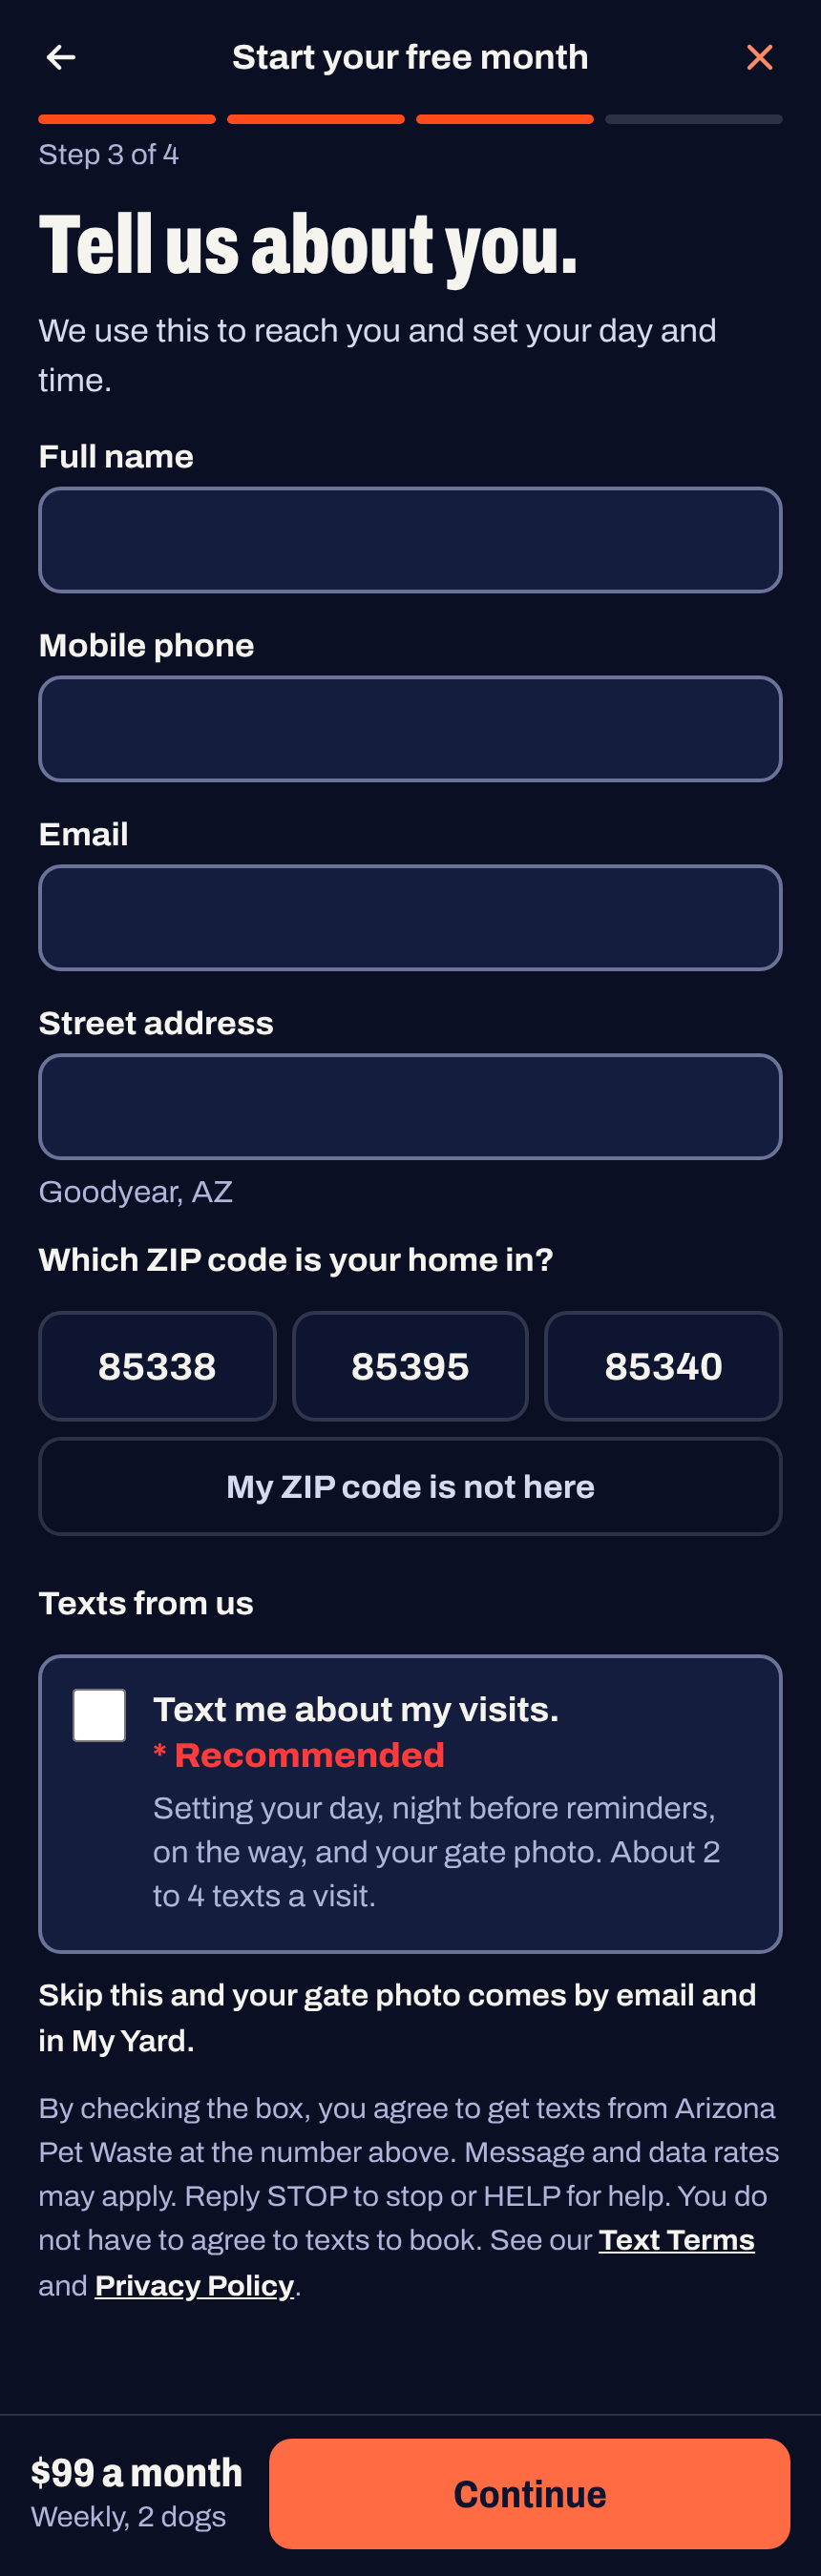 Start your free month
Step 3 of 4
Tell us about you.
We use this to reach you and set your day and
time.
Full name
Mobile phone
Email
Street address
Goodyear, AZ
Which ZIP code is your home in?
85338 85395 85340
My ZIP code is not here
Texts from us
Text me about my visits.
* Recommended
Setting your day, night before reminders,
on the way, and your gate photo. About 2
to 4 texts a visit.
Skip this and your gate photo comes by email and
in My Yard.
By checking the box, you agree to get texts from Arizona
Pet Waste at the number above. Message and data rates
may apply. Reply STOP to stop or HELP for help. You do
not have to agree to texts to book. See our Text Terms
and Privacy Policy.
$99 a month
Weekly, 2 dogs
Continue